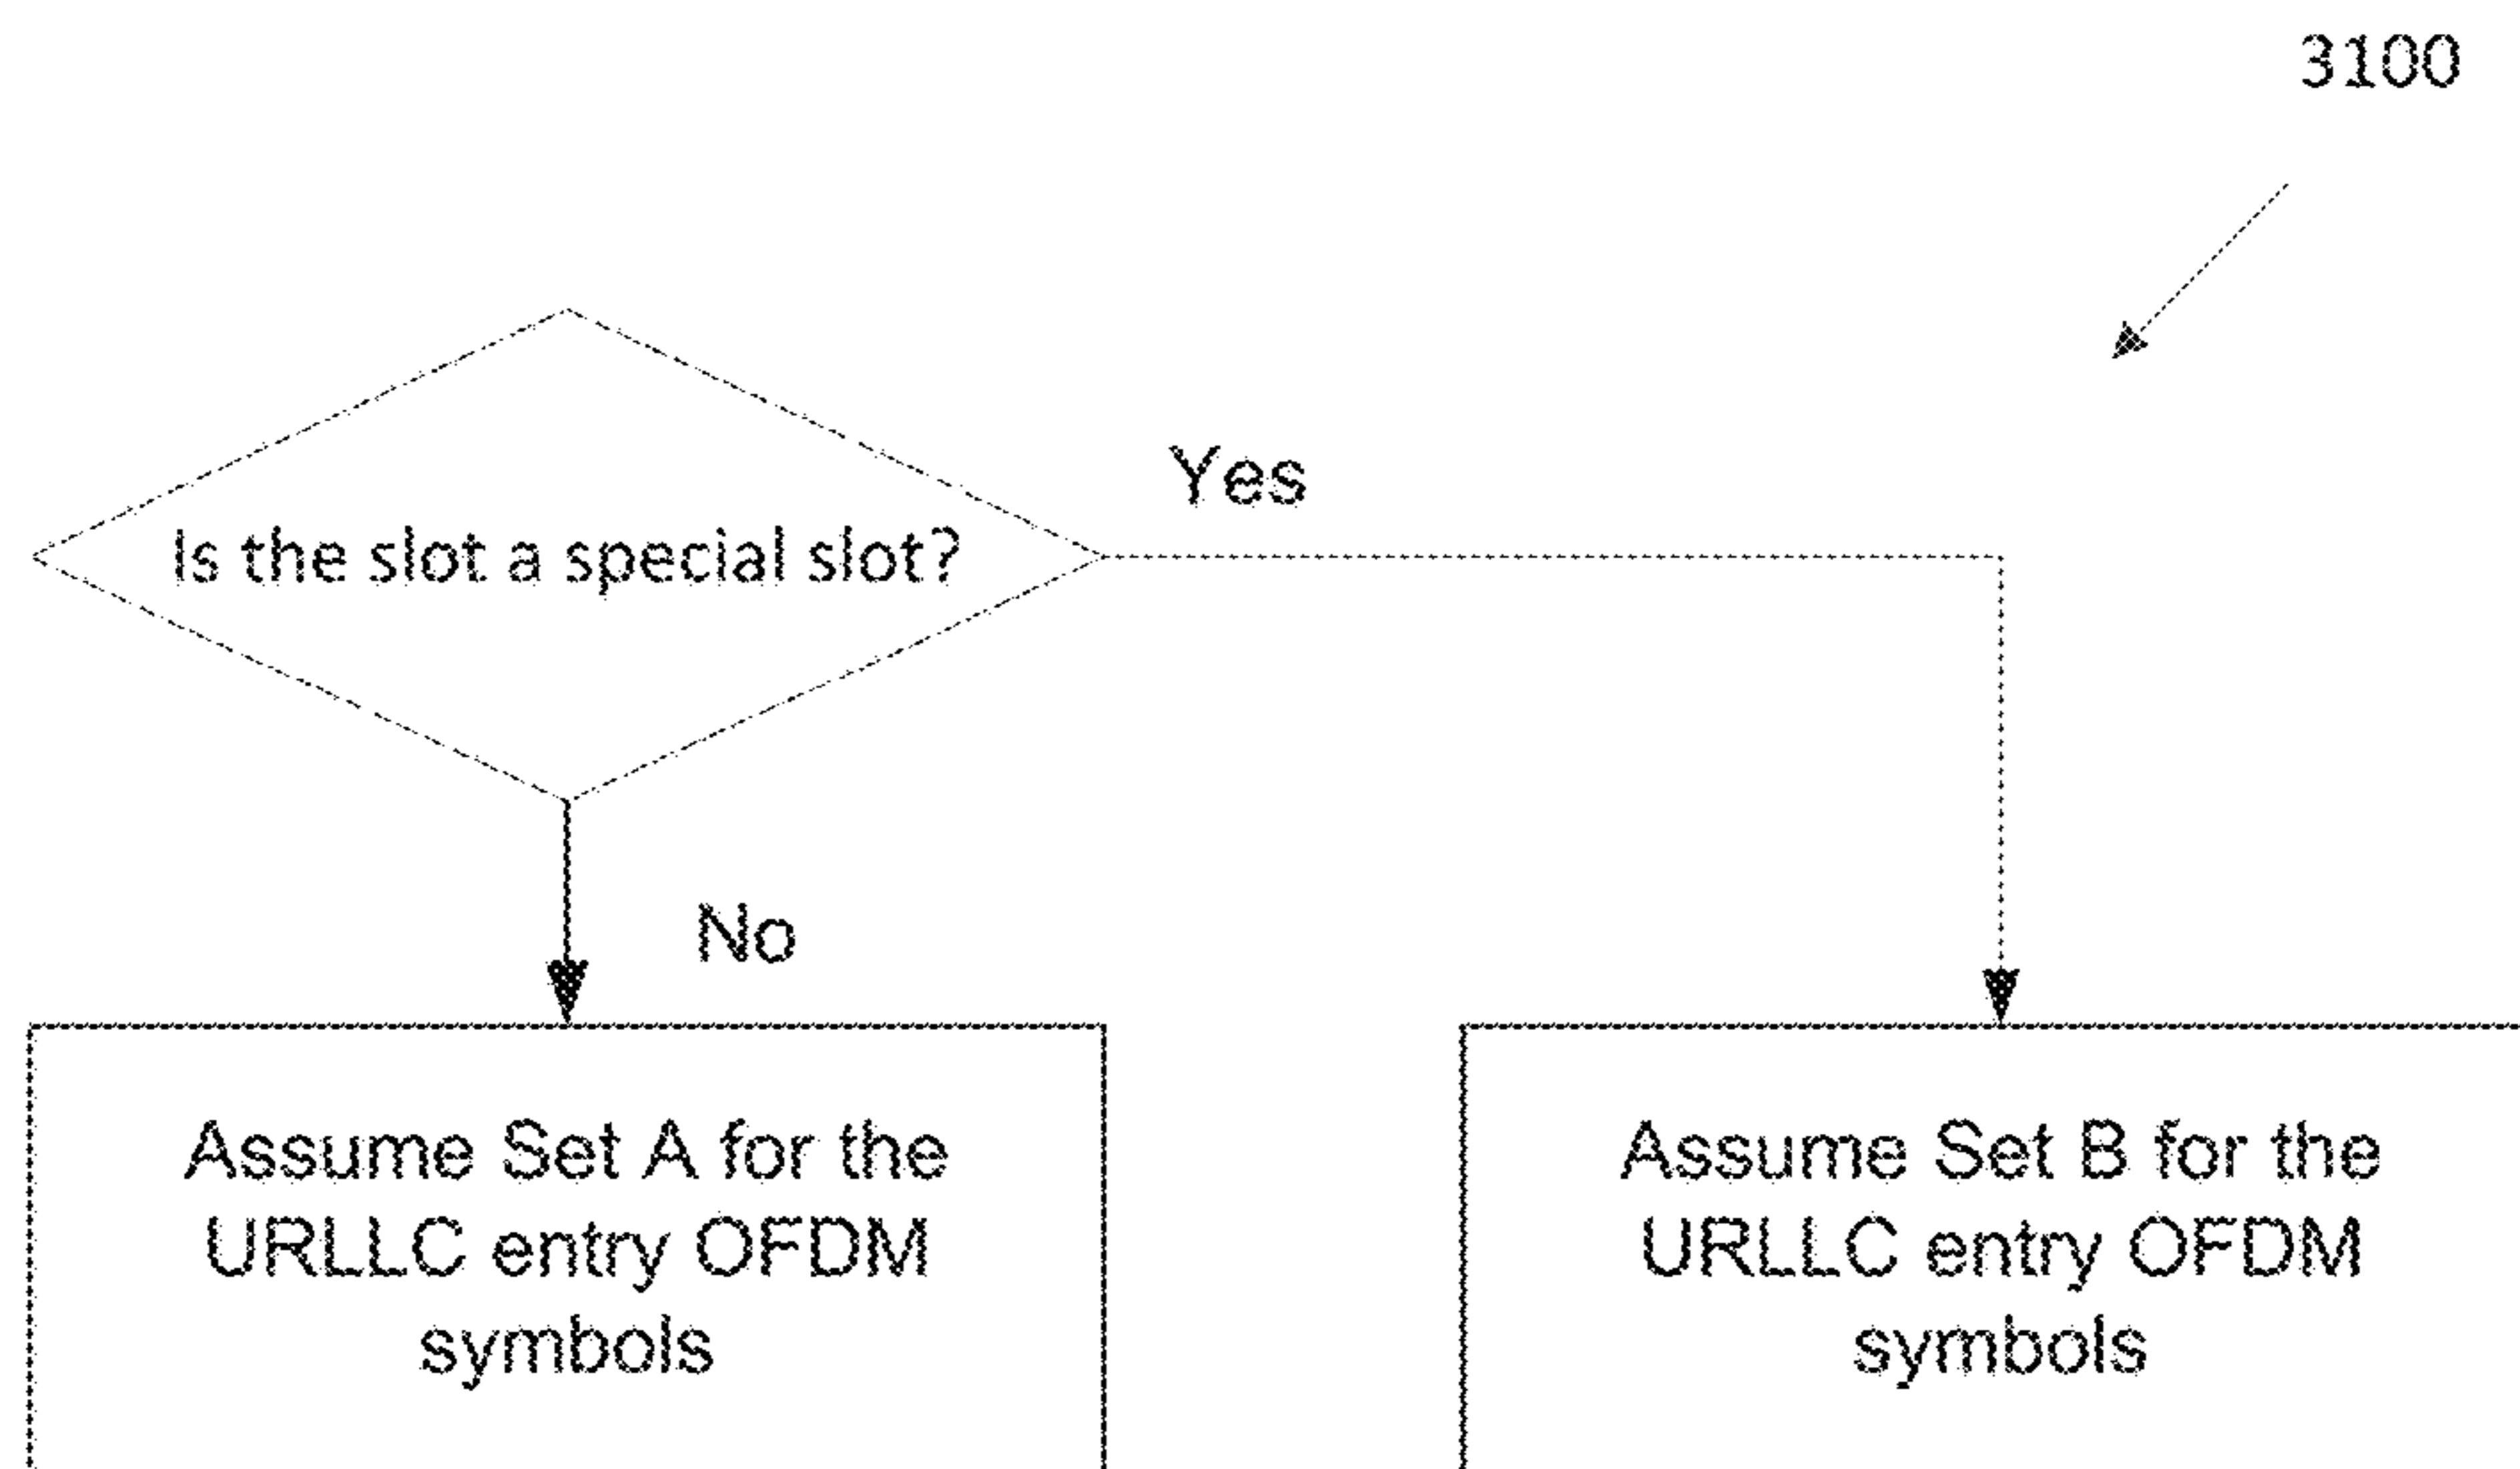 3100
Yes
Is the slot a special slot?
No
Assume Set A for the
URLLC entry OFDM
symbols
Assume Set B for the
URLLC entry OFDM
symbols